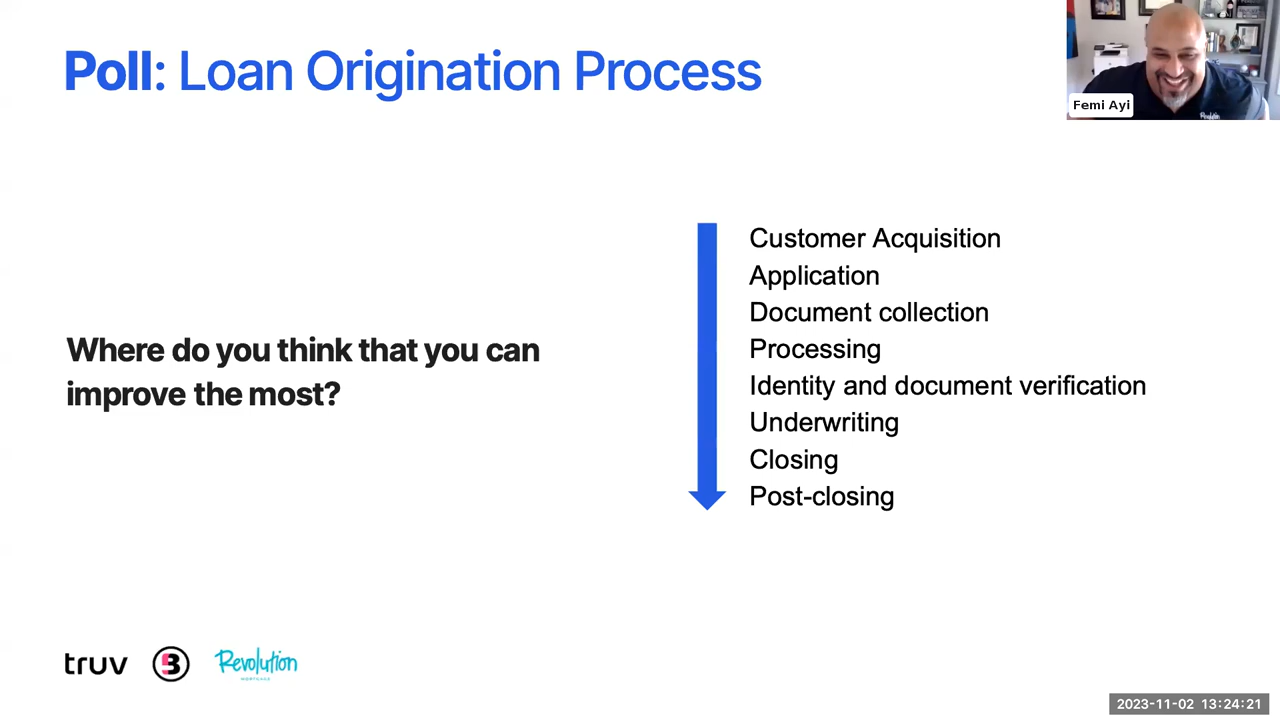 Poll: Loan Origination Process
Femi Ayi
Revolution
Customer Acquisition
Application
Document collection
Processing
Identity and document verification
Underwriting
Closing
Post-closing
Where do you think that you can
improve the most?
truv
B
Revolution
MORTGAGE
2023-11-02 13:24:21